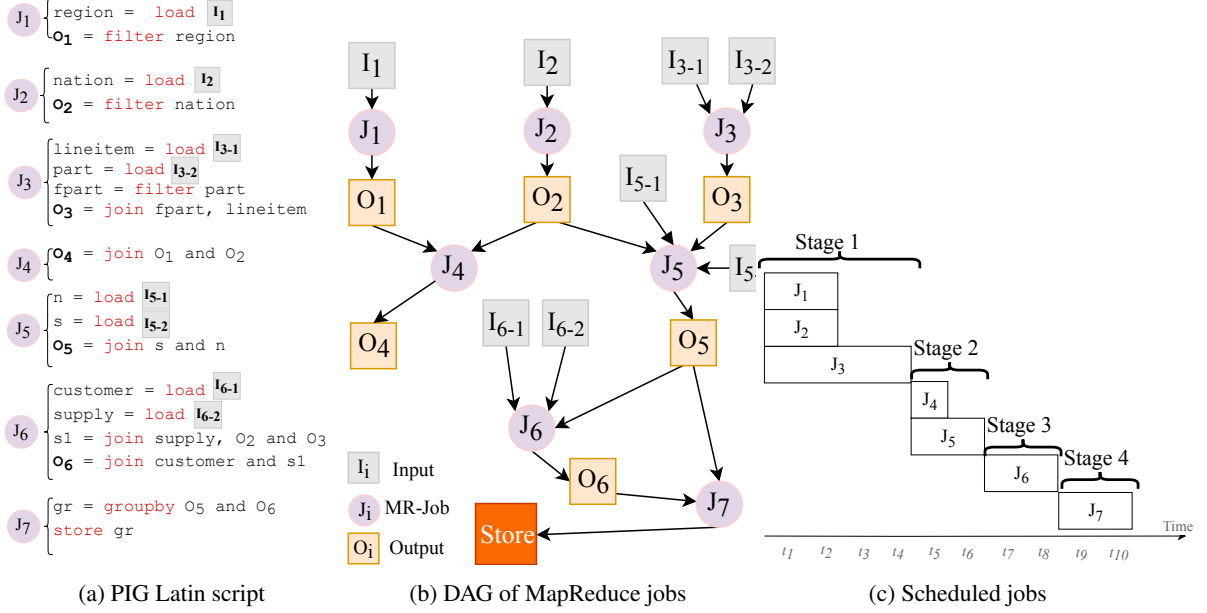 J1
region = load I1
O1 = filter region
J2
nation = load I2
O2 = filter nation
J3
lineitem = load I3-1
part = load I3-2
fpart = filter part
O3 = join fpart, lineitem
J4
O4 = join O1 and O2
J5
n = load I5-1
s = load I5-2
O5 = join s and n
J6
customer = load I6-1
supply = load I6-2
s1 = join supply, O2 and O3
O6 = join customer and s1
J7
gr = groupby O5 and O6
store gr
(a) PIG Latin script
I1
I2
I3-1
I3-2
J1
J2
J3
O1
O2
I5-1
O3
J4
J5
I5-
O4
I6-1
I6-2
O5
J6
O6
J7
Store
Ii Input
Ji MR-Job
Oi Output
(b) DAG of MapReduce jobs
Stage 1
J1
J2
J3
Stage 2
J4
J5
Stage 3
J6
Stage 4
J7
Time
t1 t2 t3 t4 t5 t6 t7 t8 t9 t10
(c) Scheduled jobs